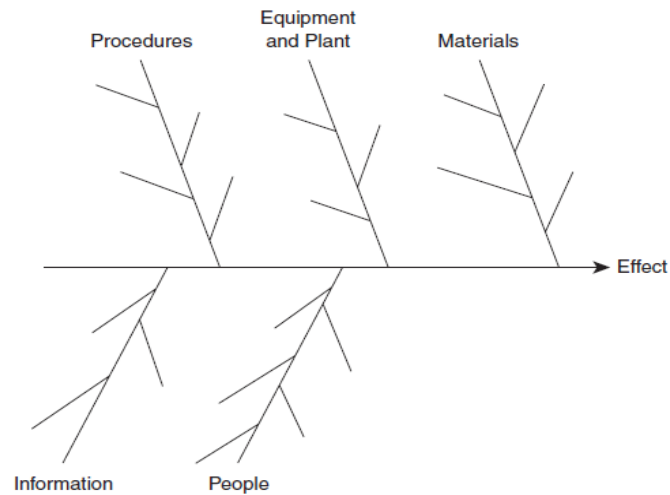 Procedures
Equipment
and Plant
Materials
Effect
Information
People